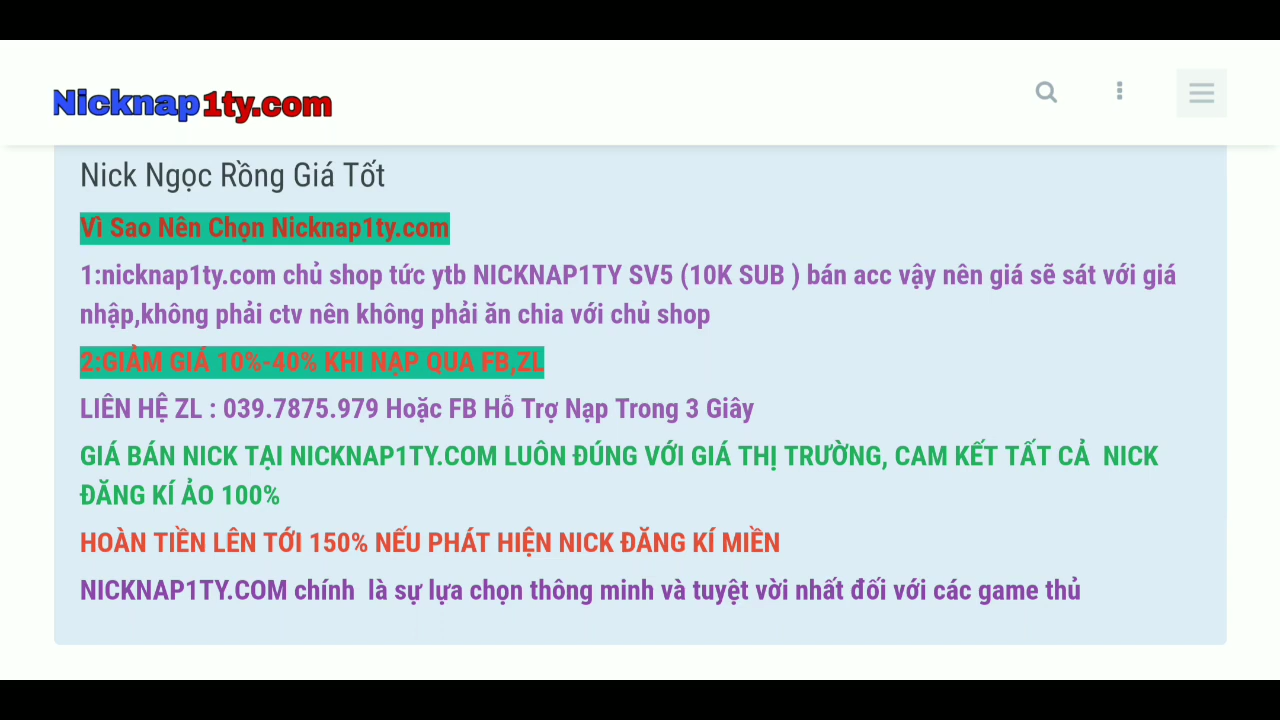 Nicknap1ty.com
Nick Ngọc Rồng Giá Tốt
Vì Sao Nên Chọn Nicknap1ty.com
1:nicknap1ty.com chủ shop tức ytb NICKNAP1TY SV5 (10K SUB ) bán acc vậy nên giá sẽ sát với giá
nhập,không phải ctv nên không phải ăn chia với chủ shop
2:GIẢM GIÁ 10%-40% KHI NẠP QUA FB,ZL
LIÊN HỆ ZL : 039.7875.979 Hoặc FB Hỗ Trợ Nạp Trong 3 Giây
GIÁ BÁN NICK TẠI NICKNAP1TY.COM LUÔN ĐÚNG VỚI GIÁ THỊ TRƯỜNG, CAM KẾT TẤT CẢ  NICK
ĐĂNG KÍ ẢO 100%
HOÀN TIỀN LÊN TỚI 150% NẾU PHÁT HIỆN NICK ĐĂNG KÍ MIỀN
NICKNAP1TY.COM chính  là sự lựa chọn thông minh và tuyệt vời nhất đối với các game thủ